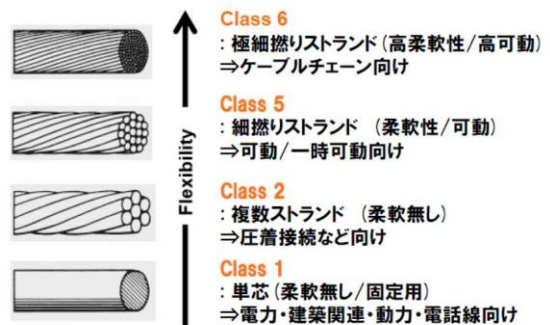 Class 6
：極細撚りストランド（高柔軟性/高可動）
⇒ケーブルチェーン向け
Class 5
：細撚りストランド （柔軟性/可動）
⇒可動/一時可動向け
Flexibility
Class 2
：複数ストランド （柔軟無し）
⇒圧着接続など向け
Class 1
：単芯（柔軟無し/固定用）
⇒電力・建築関連・動力・電話線向け